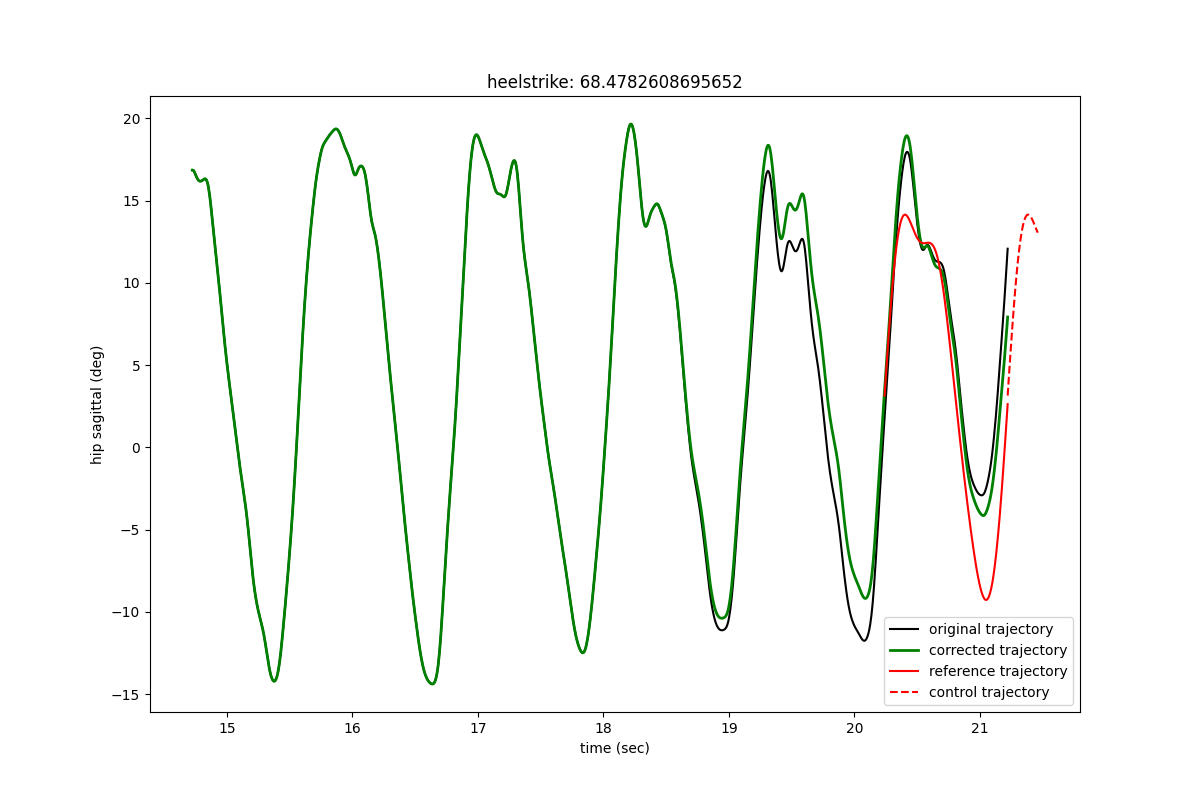 heelstrike: 68.4782608695652
20
15
10
5
0
−5
−10
−15
hip sagittal (deg)
15
16
17
18
19
20
21
time (sec)
original trajectory
corrected trajectory
reference trajectory
control trajectory